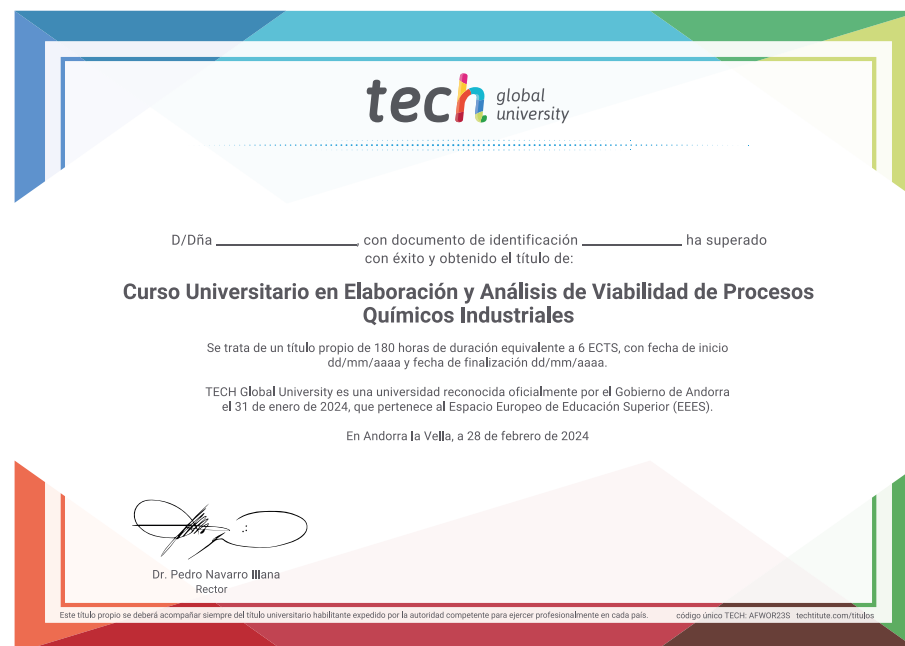 tech global
university
D/Dña ____________________, con documento de identificación ______________ ha superado
con éxito y obtenido el título de:
Curso Universitario en Elaboración y Análisis de Viabilidad de Procesos
Químicos Industriales
Se trata de un título propio de 180 horas de duración equivalente a 6 ECTS, con fecha de inicio
dd/mm/aaaa y fecha de finalización dd/mm/aaaa.
TECH Global University es una universidad reconocida oficialmente por el Gobierno de Andorra
el 31 de enero de 2024, que pertenece al Espacio Europeo de Educación Superior (EEES).
En Andorra la Vella, a 28 de febrero de 2024
Dr. Pedro Navarro Illana
Rector
Este título propio se deberá acompañar siempre del título universitario habilitante expedido por la autoridad competente para ejercer profesionalmente en cada país. código único TECH: AFWOR23S techtitute.com/titulos